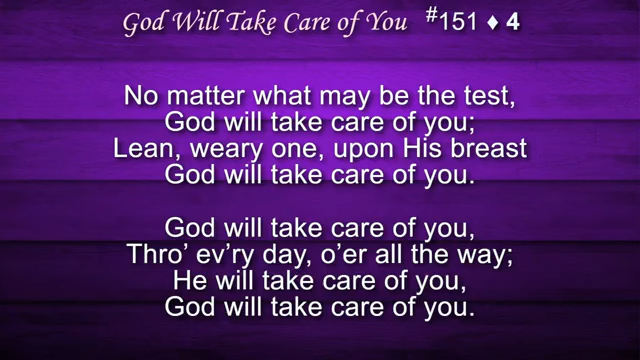 God Will Take Care of You #151 ♦ 4
No matter what may be the test,
God will take care of you;
Lean, weary one, upon His breast
God will take care of you.
God will take care of you,
Thro’ ev’ry day, o’er all the way;
He will take care of you,
God will take care of you.